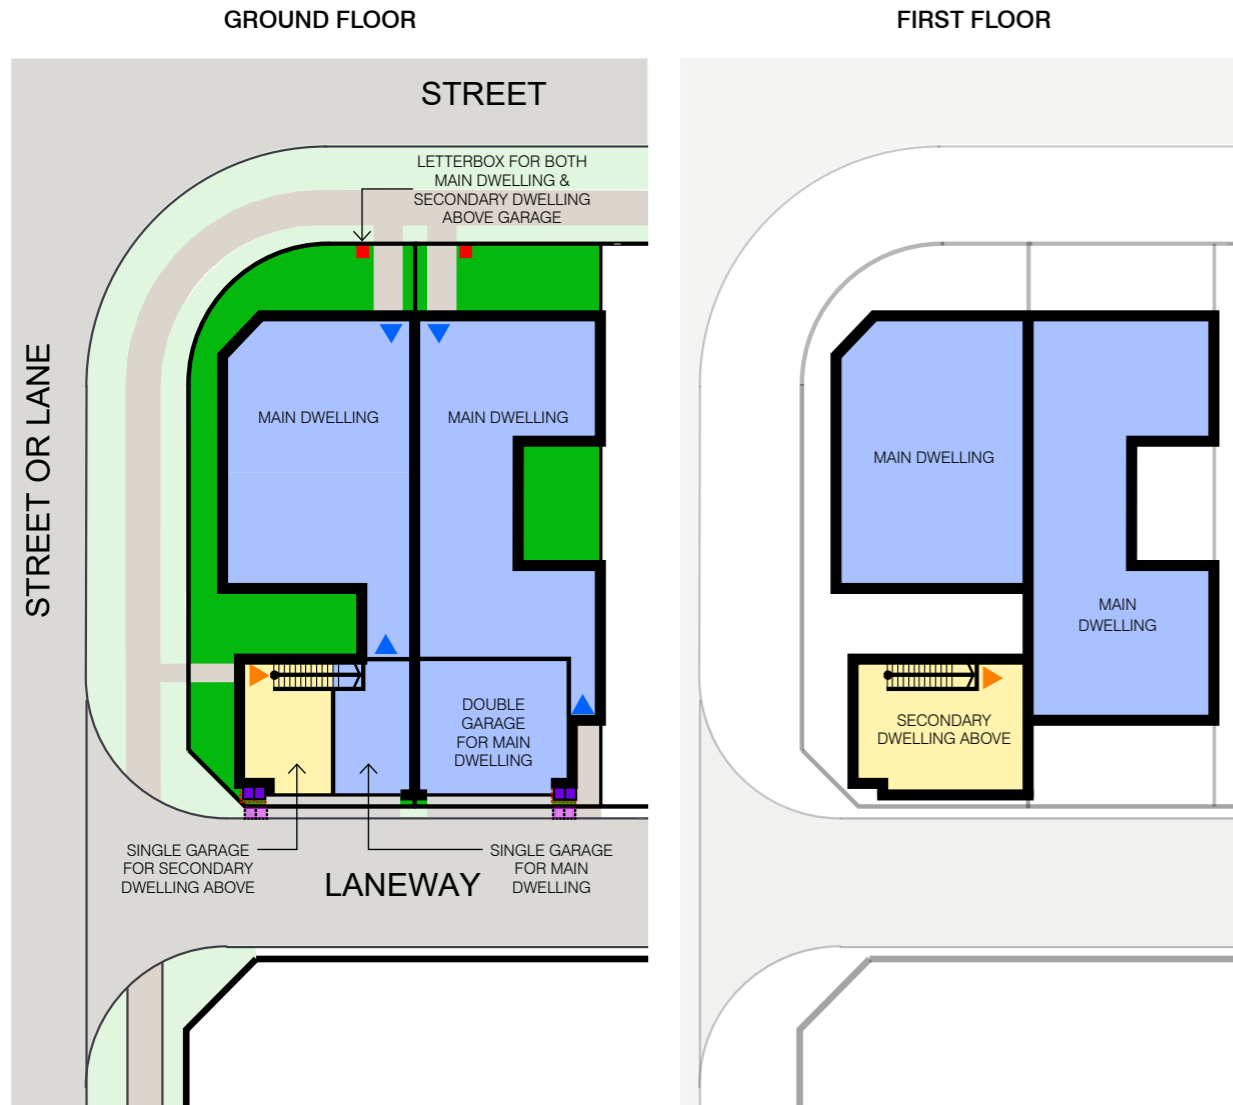 GROUND FLOOR
FIRST FLOOR
STREET
LETTERBOX FOR BOTH
MAIN DWELLING &
SECONDARY DWELLING
ABOVE GARAGE
STREET OR LANE
MAIN DWELLING
MAIN DWELLING
DOUBLE
GARAGE
FOR MAIN
DWELLING
SINGLE GARAGE
FOR SECONDARY
DWELLING ABOVE
LANEWAY
SINGLE GARAGE
FOR MAIN
DWELLING
MAIN DWELLING
MAIN
DWELLING
SECONDARY
DWELLING ABOVE